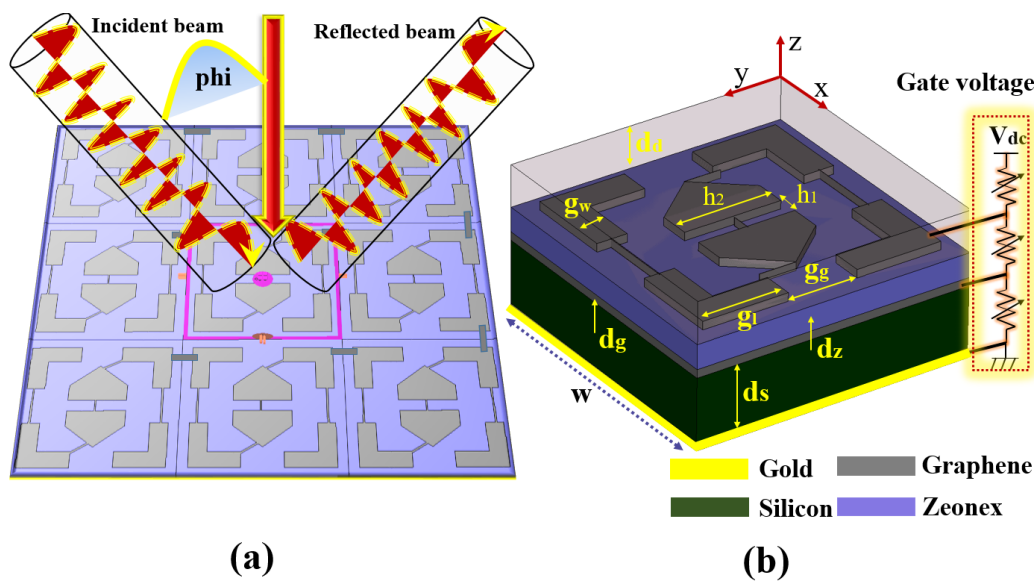 Incident beam
Reflected beam
phi
(a)
z
y
x
Gate voltage
Vdc
dd
gw
h2
h1
gg
gl
dg
dz
w
ds
Gold
Graphene
Silicon
Zeonex
(b)